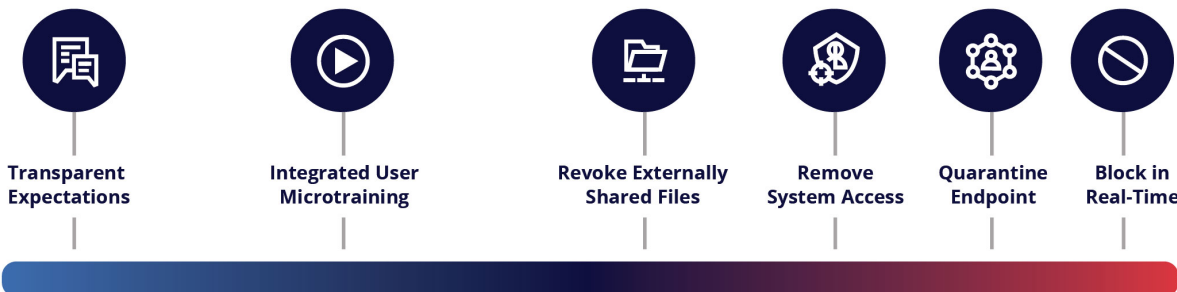 Transparent
Expectations
Integrated User
Microtraining
Revoke Externally
Shared Files
Remove
System Access
Quarantine
Endpoint
Block in
Real-Time